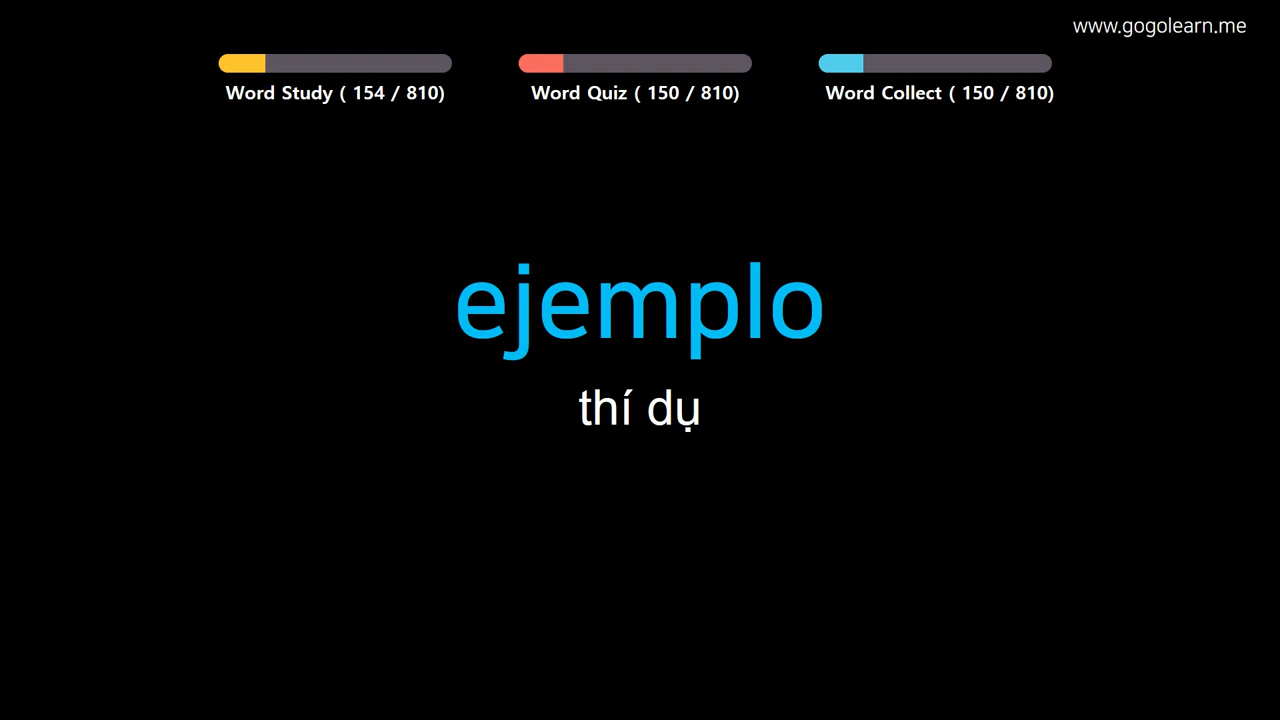 www.gogolearn.me
Word Study ( 154 / 810)
Word Quiz ( 150 / 810)
Word Collect ( 150 / 810)
ejemplo
thí dụ